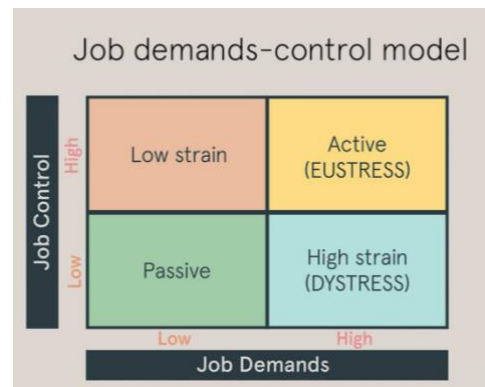 Job demands-control model
Job Control
High
Low strain
Active
(EUSTRESS)
Low
Passive
High strain
(DYSTRESS)
Low
High
Job Demands